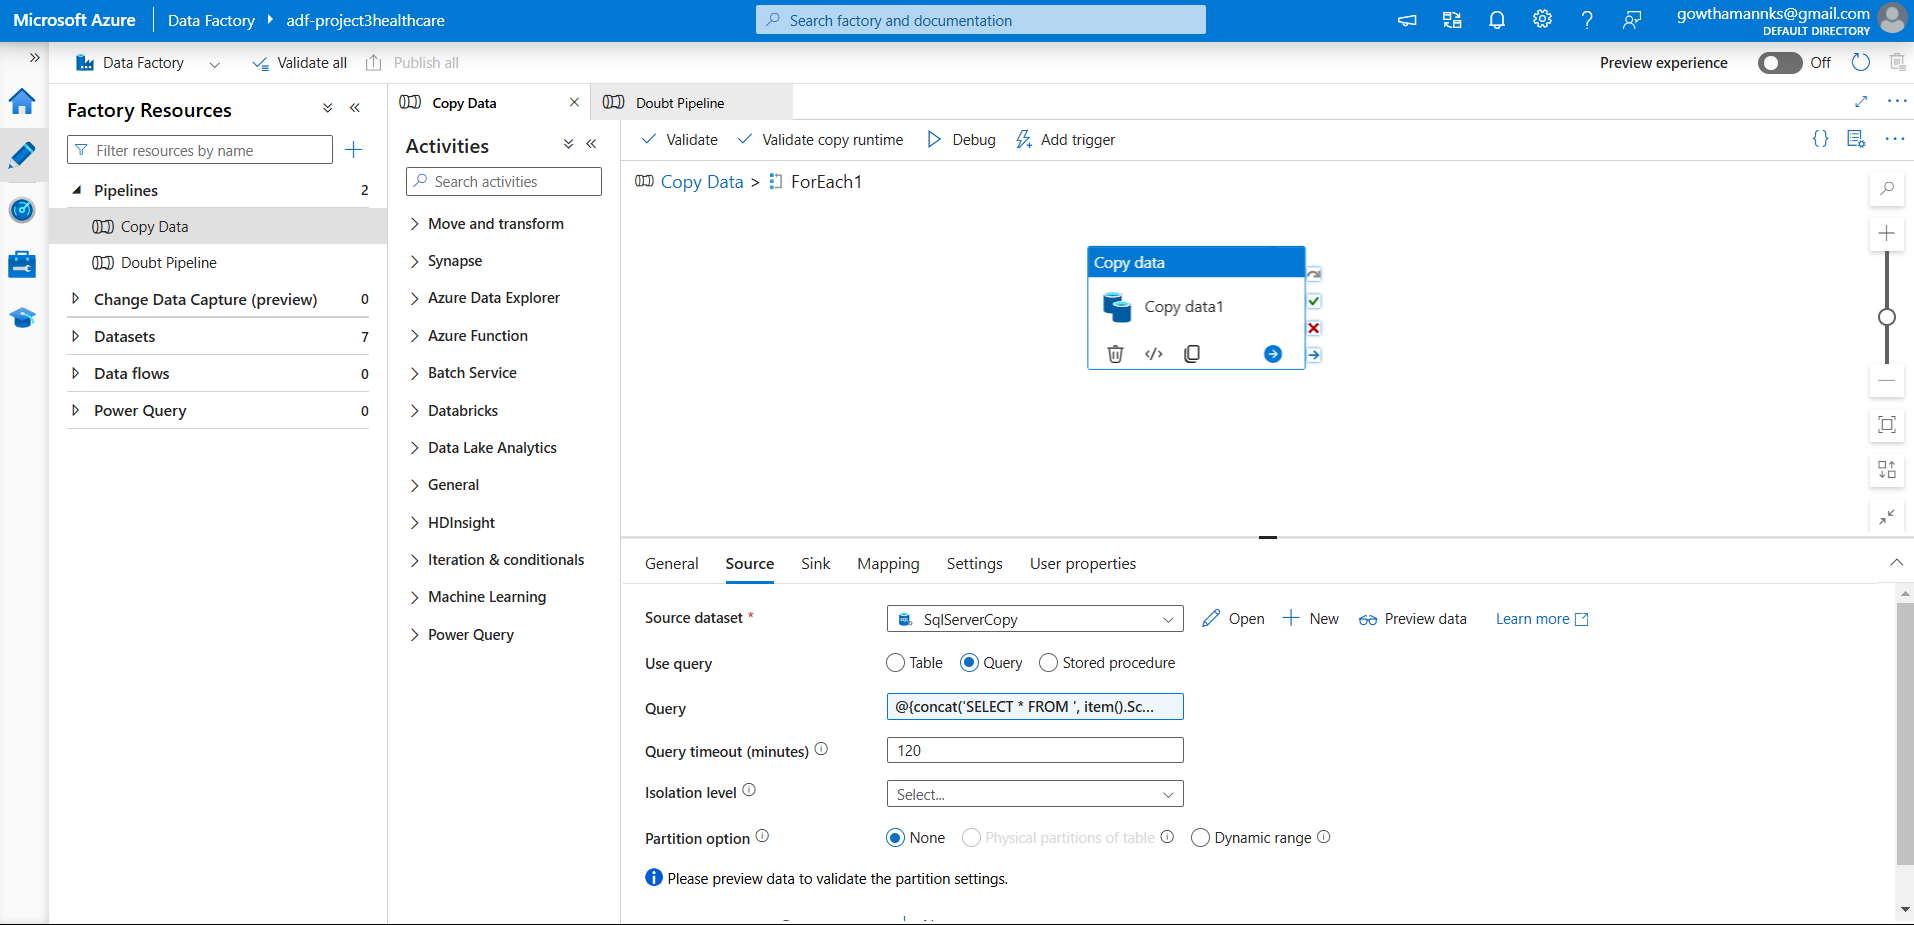 Microsoft Azure
Data Factory
adf-project3healthcare
Search factory and documentation
gowthamannks@gmail.com
DEFAULT DIRECTORY
Data Factory
Validate all
Publish all
Preview experience
Off
Factory Resources
Filter resources by name
Pipelines 2
Copy Data
Doubt Pipeline
Change Data Capture (preview) 0
Datasets 7
Data flows 0
Power Query 0
Copy Data
Doubt Pipeline
Activities
Search activities
Move and transform
Synapse
Azure Data Explorer
Azure Function
Batch Service
Databricks
Data Lake Analytics
General
HDInsight
Iteration & conditionals
Machine Learning
Power Query
Validate
Validate copy runtime
Debug
Add trigger
Copy Data > ForEach1
Copy data
Copy data1
General
Source
Sink
Mapping
Settings
User properties
Source dataset *
SqlServerCopy
Open
New
Preview data
Learn more
Use query
Table
Query
Stored procedure
Query
@{concat('SELECT * FROM ', item().Sc...
Query timeout (minutes)
120
Isolation level
Select...
Partition option
None
Physical partitions of table
Dynamic range
Please preview data to validate the partition settings.